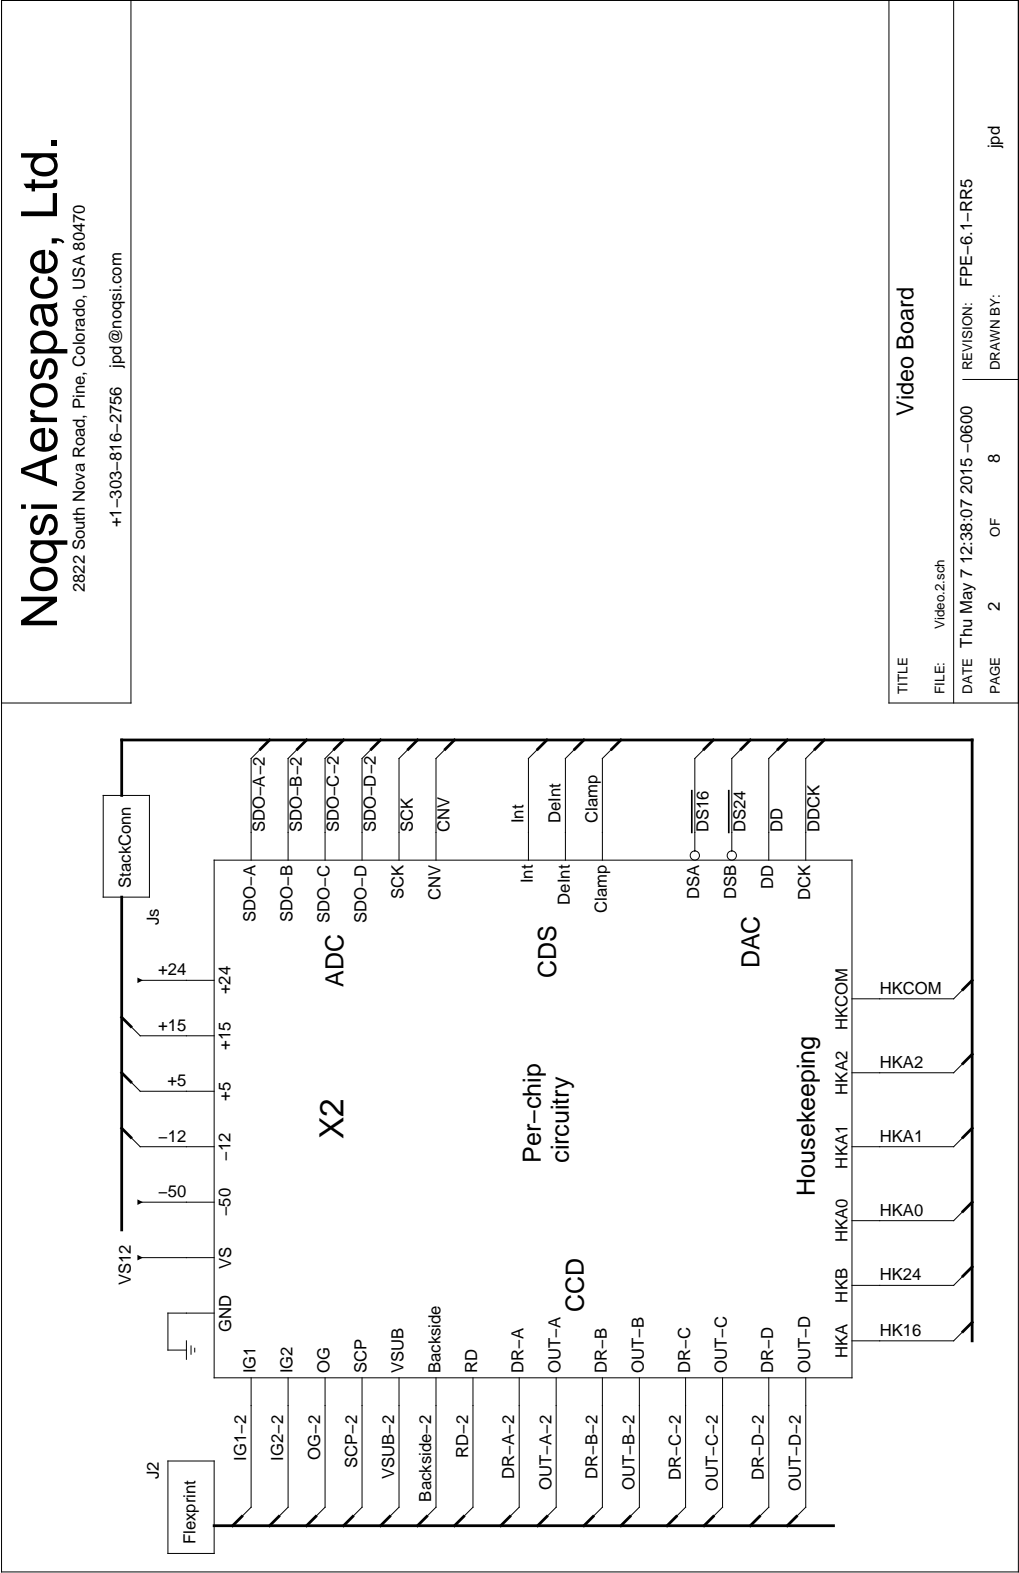 Noqsi Aerospace, Ltd.
2822 South Nova Road, Pine, Colorado, USA 80470
+1−303−816−2756 jpd@noqsi.com
J2
Flexprint
IG1−2
IG2−2
OG−2
SCP−2
VSUB−2
Backside−2
RD−2
DR−A−2
OUT−A−2
DR−B−2
OUT−B−2
DR−C−2
OUT−C−2
DR−D−2
OUT−D−2
IG1
IG2
OG
SCP
VSUB
Backside
RD
DR−A
OUT−A
DR−B
OUT−B
DR−C
OUT−C
DR−D
OUT−D
CCD
VS12
−50
−12
+5
+15
+24
GND
VS
−50
−12
+5
+15
+24
Js
StackConn
X2
Per−chip
circuitry
ADC
CDS
DAC
Housekeeping
SDO−A
SDO−B
SDO−C
SDO−D
SCK
CNV
Int
DeInt
Clamp
DSA
DSB
DD
DCK
SDO−A−2
SDO−B−2
SDO−C−2
SDO−D−2
SCK
CNV
Int
DeInt
Clamp
DS16
DS24
DD
DDCK
HKA
HKB
HKA0
HKA1
HKA2
HKCOM
HK16
HK24
HKA0
HKA1
HKA2
HKCOM
TITLE
Video Board
FILE: Video.2.sch
DATE Thu May 7 12:38:07 2015 −0600
REVISION: FPE−6.1−RR5
PAGE 2 OF 8
DRAWN BY: jpd